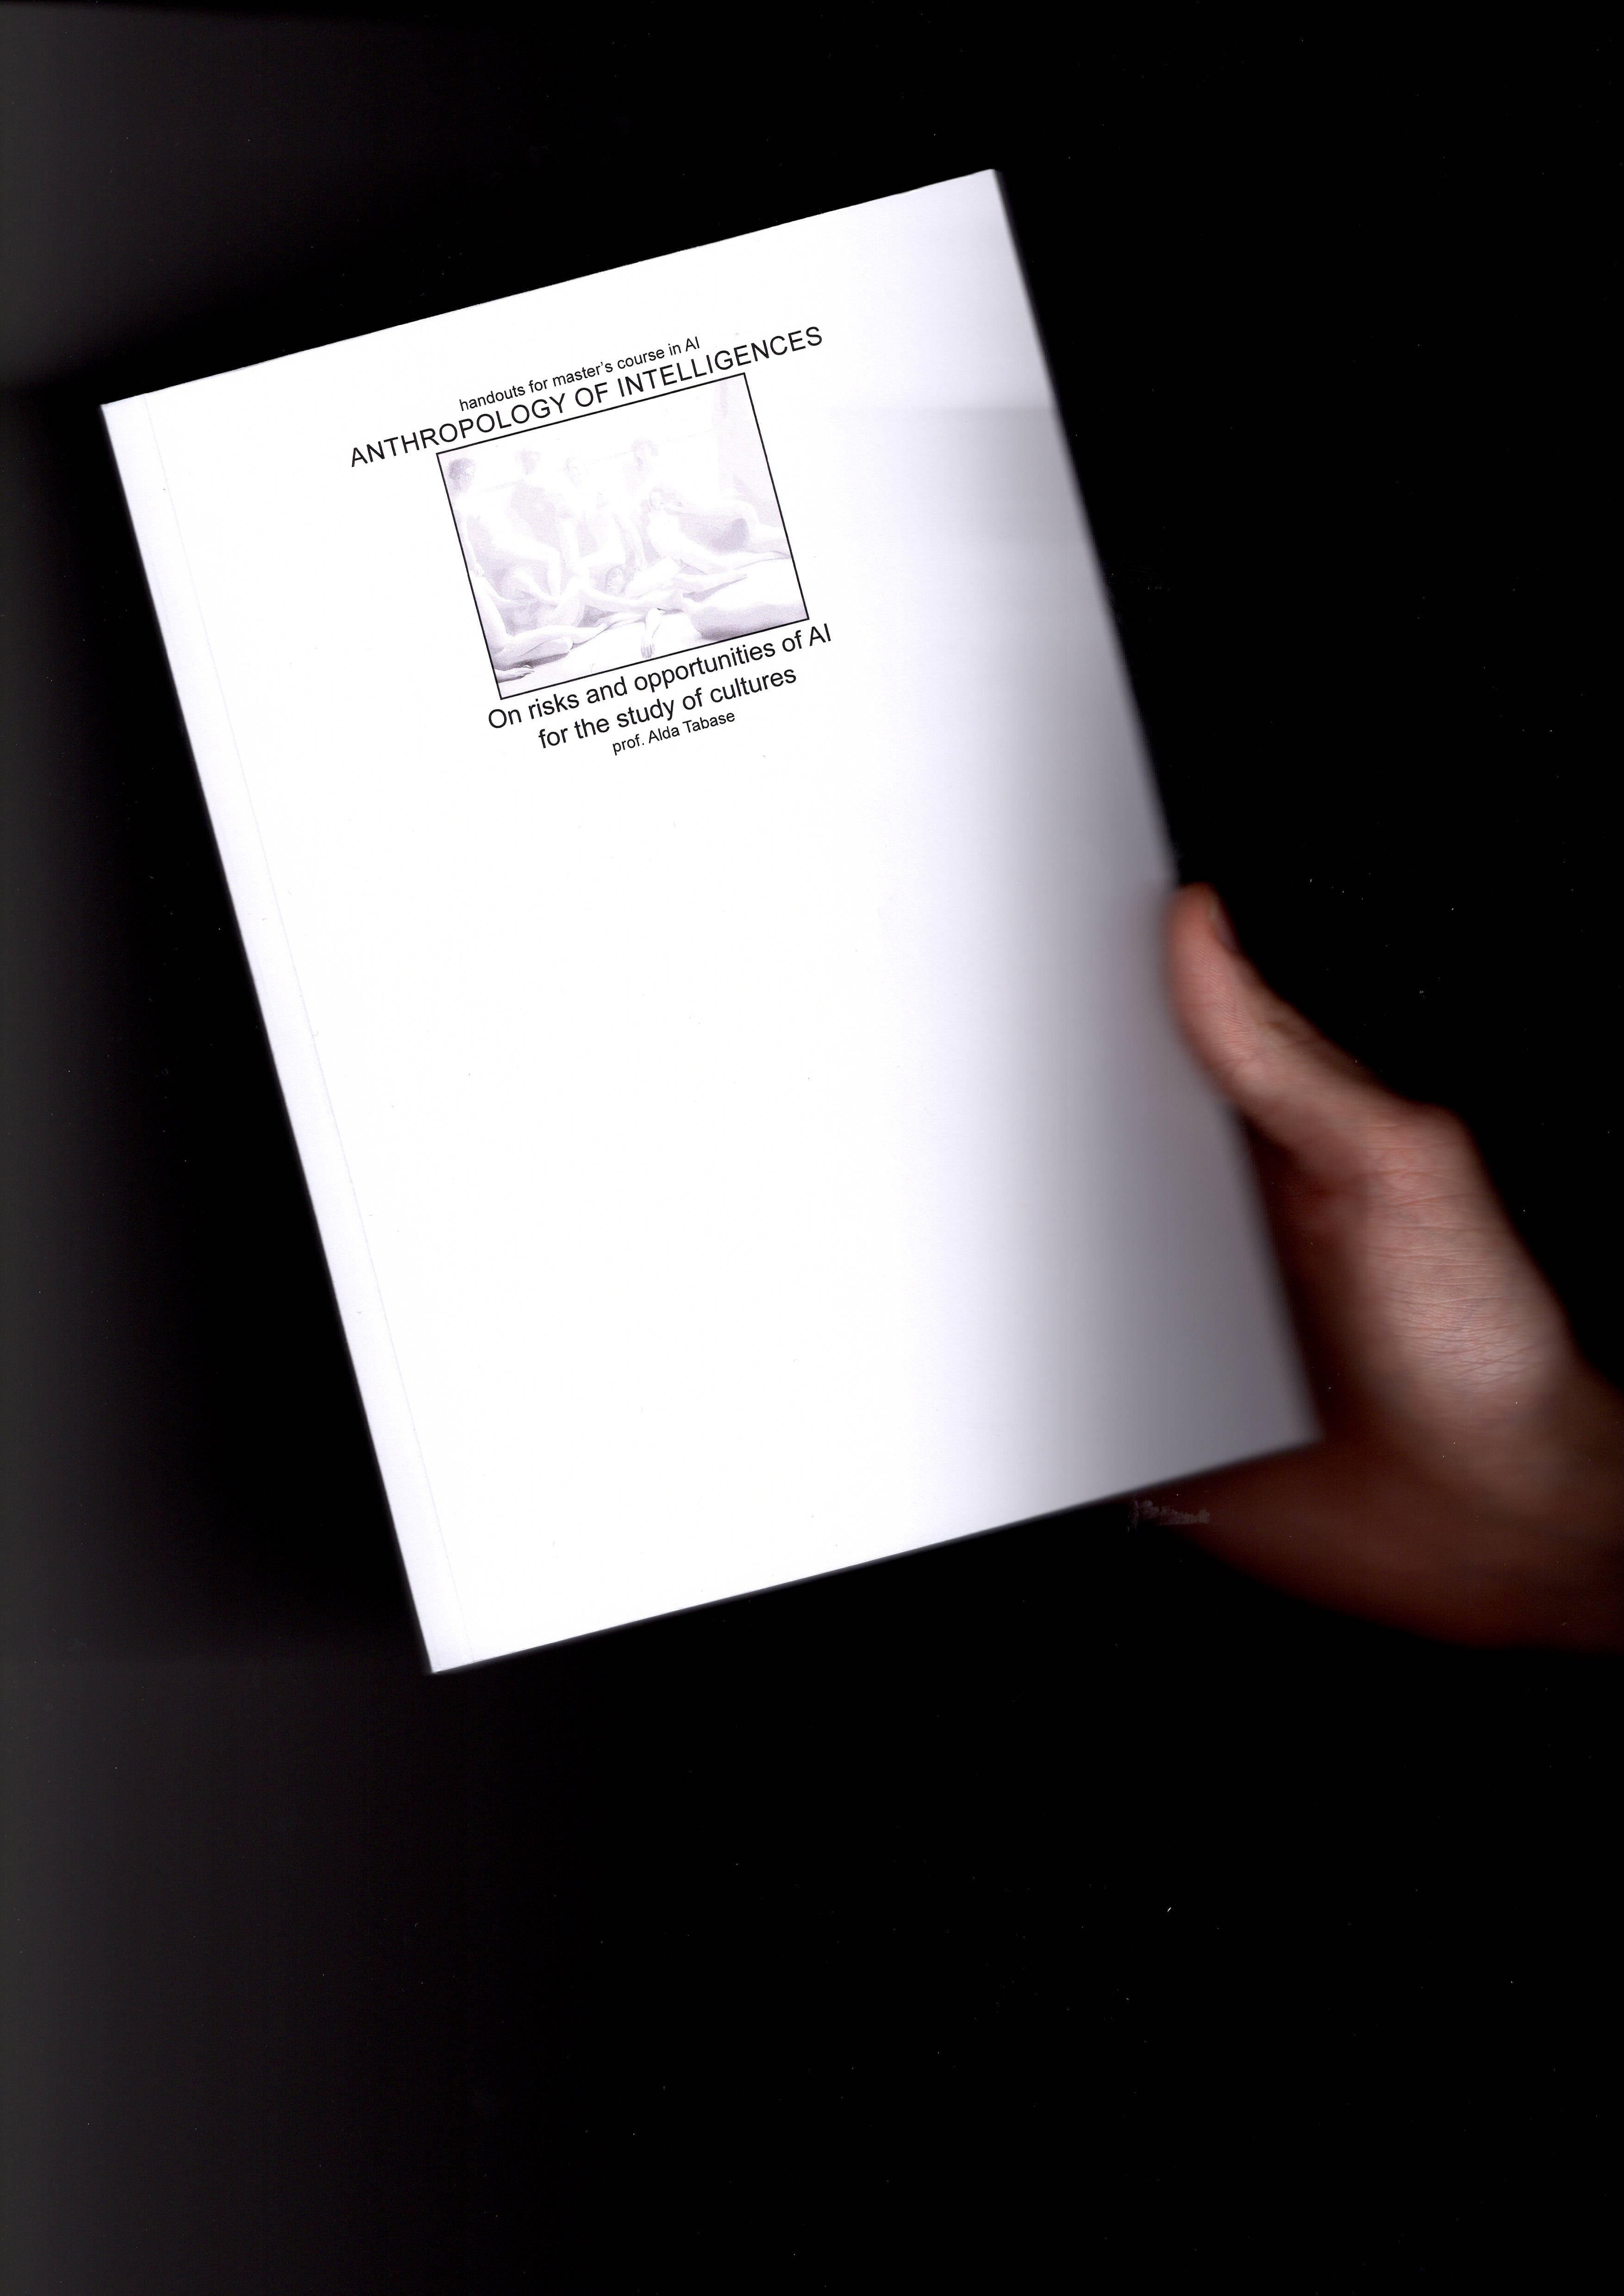 handouts for master's course in AI
ANTHROPOLOGY OF INTELLIGENCES
On risks and opportunities of AI
for the study of cultures
prof. Alda Tabase